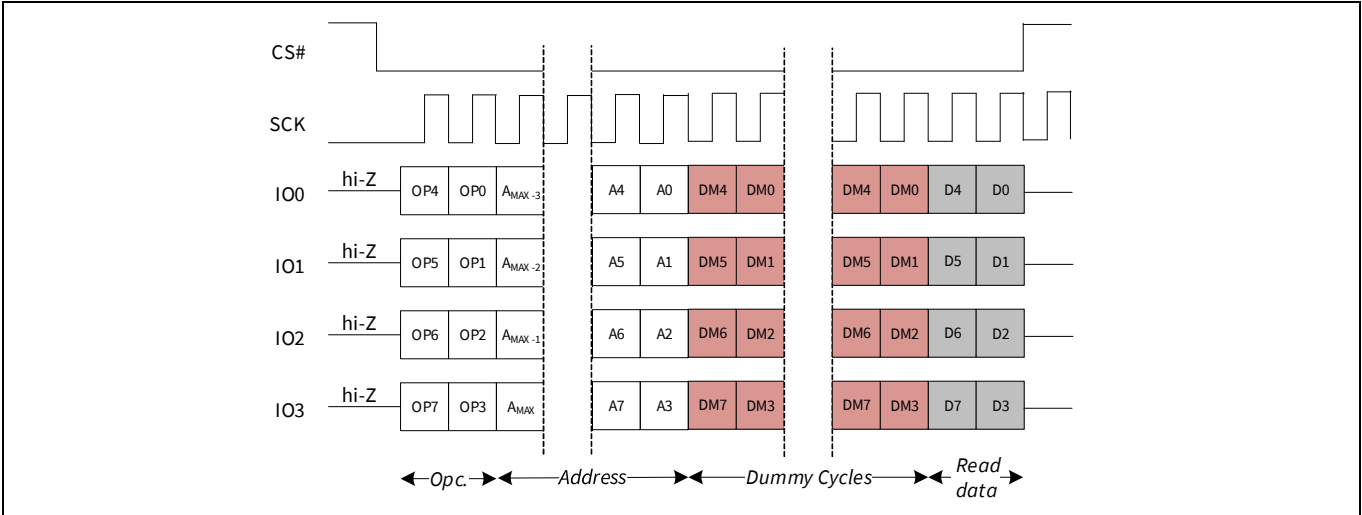 CS#
SCK
IO0 hi-Z OP4 OP0 AMAX -3 A4 A0 DM4 DM0 DM4 DM0 D4 D0
IO1 hi-Z OP5 OP1 AMAX -2 A5 A1 DM5 DM1 DM5 DM1 D5 D1
IO2 hi-Z OP6 OP2 AMAX -1 A6 A2 DM6 DM2 DM6 DM2 D6 D2
IO3 hi-Z OP7 OP3 AMAX A7 A3 DM7 DM3 DM7 DM3 D7 D3
Opc. Address Dummy Cycles Read
data